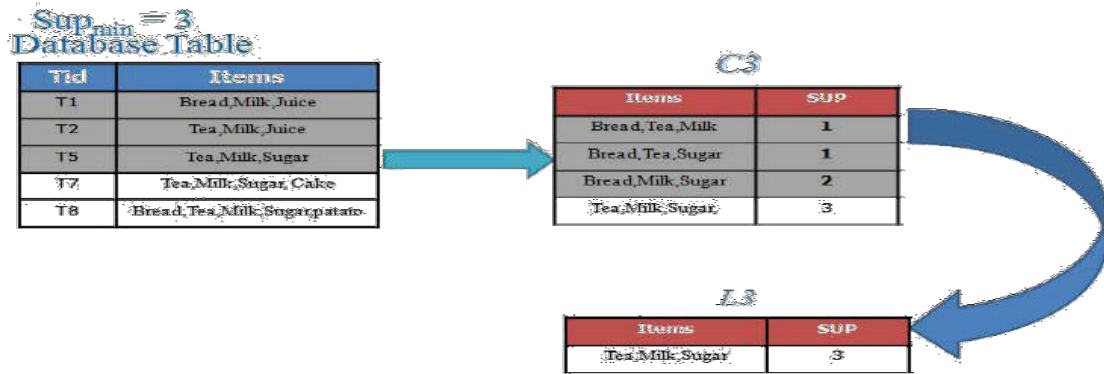 Sup min = 3
Database Table
Tid Items
T1 Bread,Milk,Juice
T2 Tea,Milk,Juice
T5 Tea,Milk,Sugar
T7 Tea,Milk,Sugar, Cake
T8 Bread,Tea,Milk,Sugar,patato
C3
Items SUP
Bread,Tea,Milk 1
Bread,Tea,Sugar 1
Bread,Milk,Sugar 2
Tea,Milk,Sugar, 3
L3
Items SUP
Tea,Milk,Sugar 3